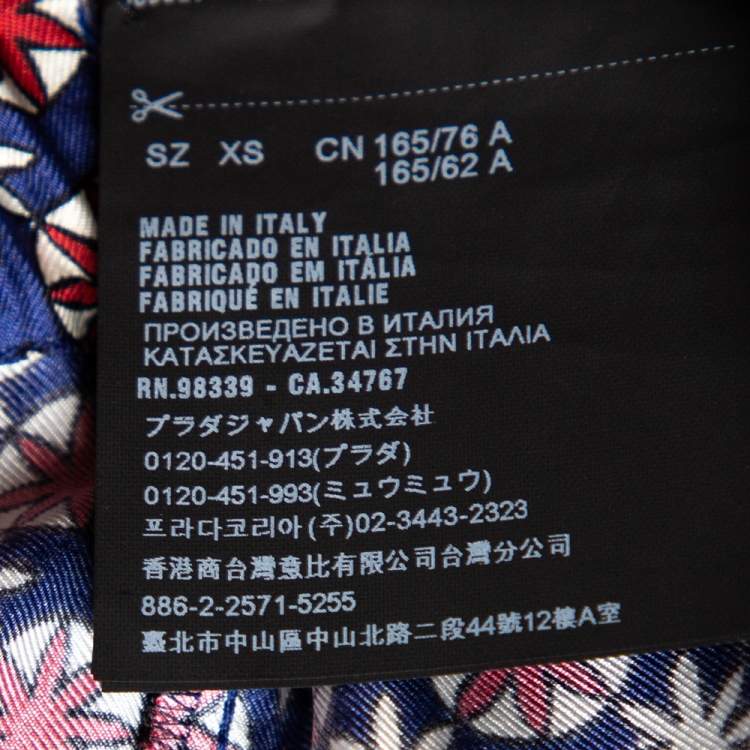 SZ XS CN 165/76 A
165/62 A
MADE IN ITALY
FABRICADO EN ITALIA
FABRICADO EM ITÁLIA
FABRIQUÉ EN ITALIE
ПРОИЗВЕДЕНО В ИТАЛИЯ
ΚΑΤΑΣΚΕΥΑΖΕΤΑΙ ΣΤΗΝ ΙΤΑΛΙΑ
RN.98339 - CA.34767
プラダジャパン株式会社
0120-451-913(プラダ)
0120-451-993(ミュウミュウ)
프라다코리아(주)02-3443-2323
香港商台灣意比有限公司台灣分公司
886-2-2571-5255
臺北市中山區中山北路二段44號12樓A室